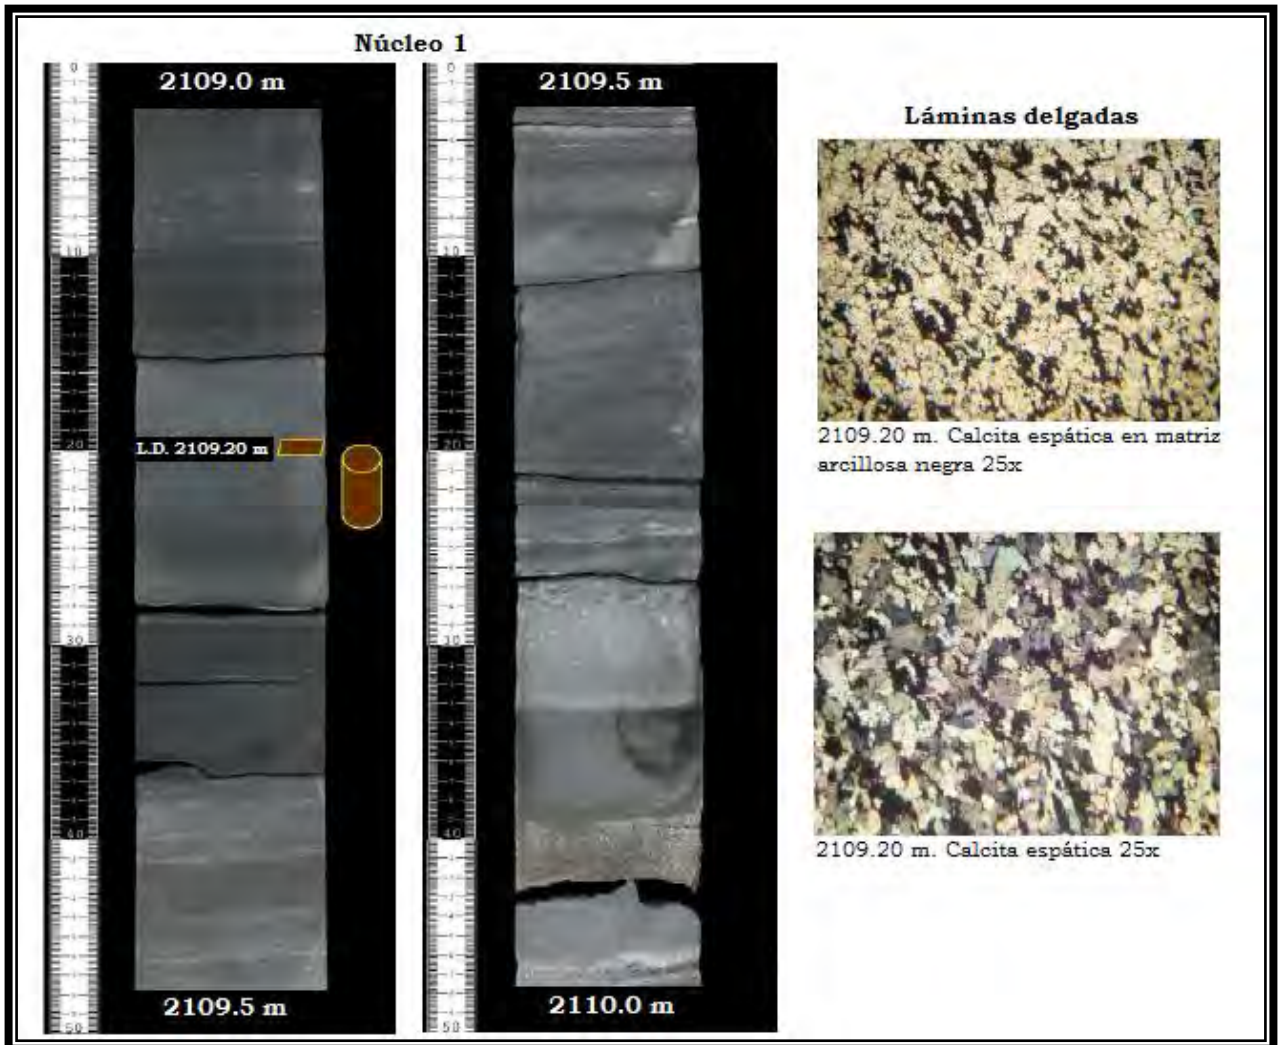 Núcleo 1
2109.0 m
0
10
20
30
40
50
L.D. 2109.20 m
2109.5 m
2109.5 m
0
10
20
30
40
50
2110.0 m
Láminas delgadas
2109.20 m. Calcita espática en matriz
arcillosa negra 25x
2109.20 m. Calcita espática 25x